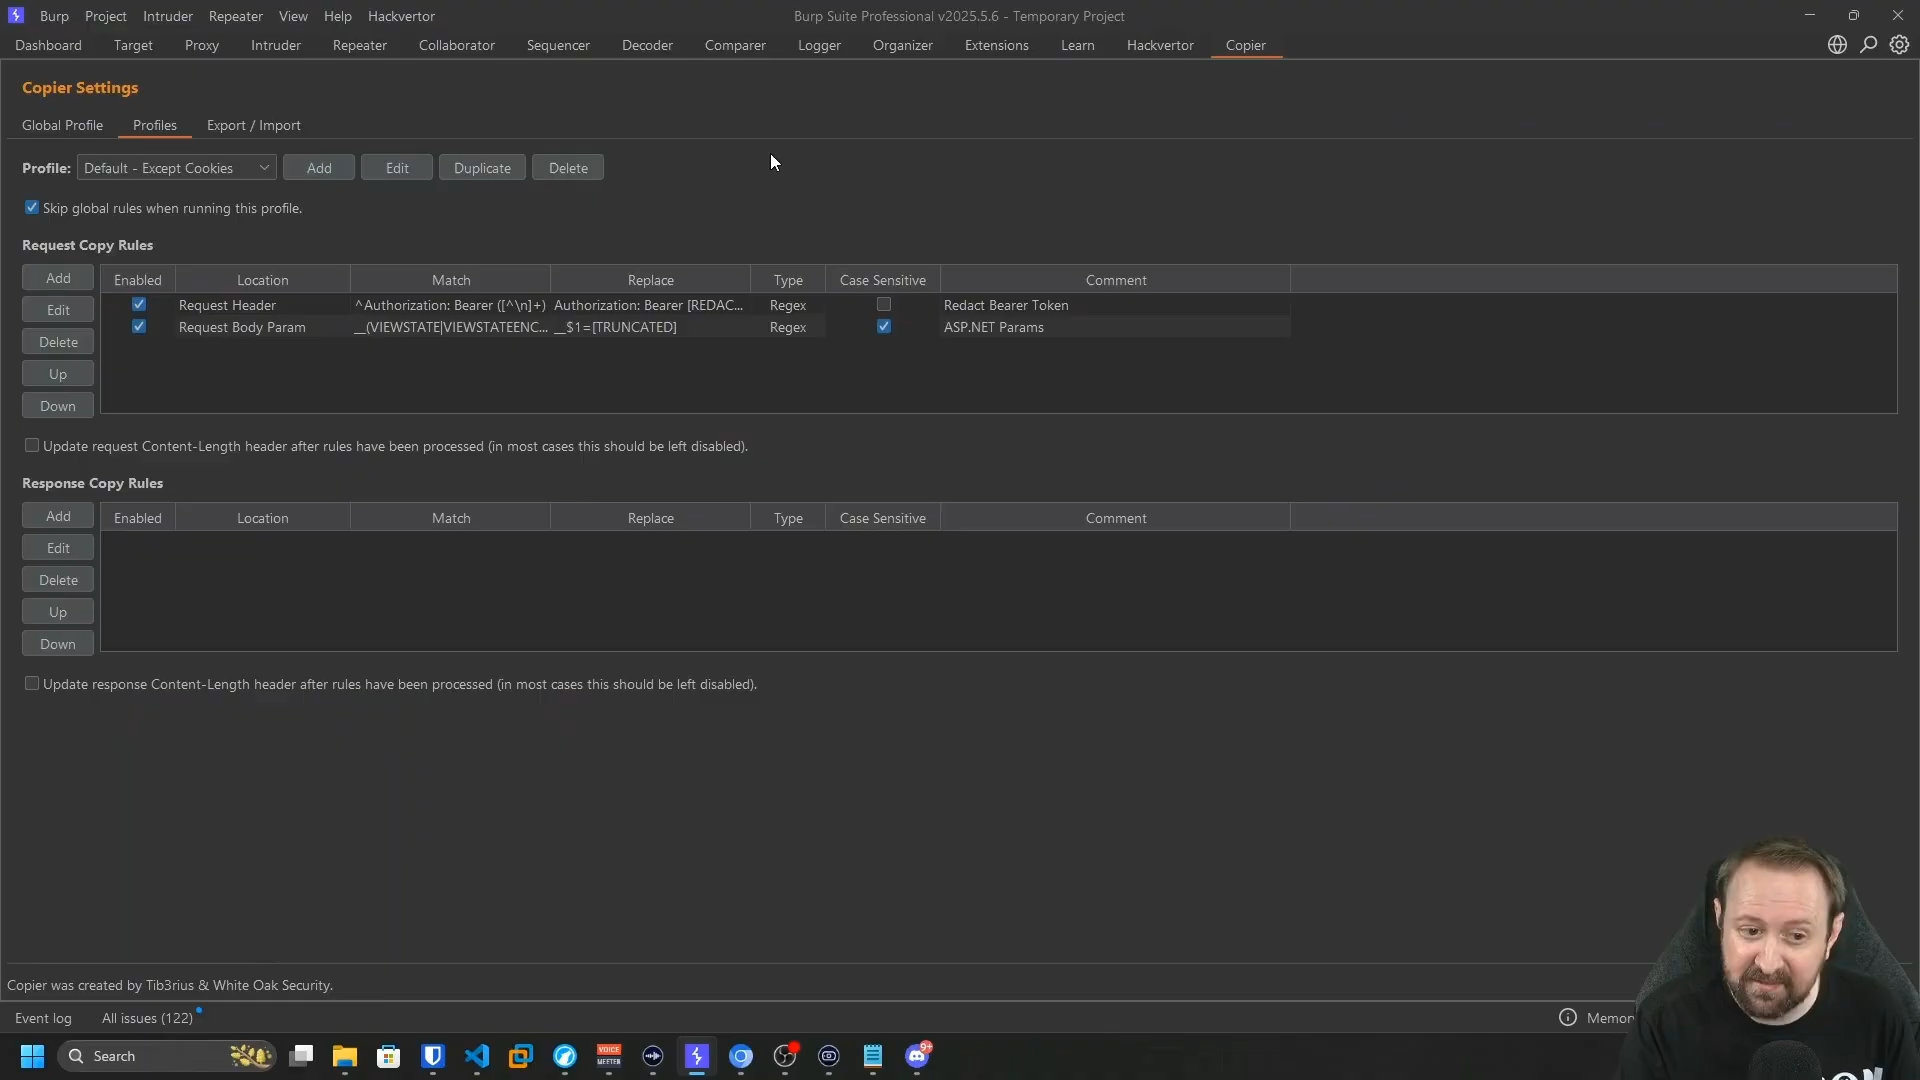 Burp Project Intruder Repeater View Help Hackvertor Burp Suite Professional v2025.5.6 - Temporary Project
Dashboard Target Proxy Intruder Repeater Collaborator Sequencer Decoder Comparer Logger Organizer Extensions Learn Hackvertor Copier
Copier Settings
Global Profile Profiles Export / Import
Profile: Default - Except Cookies Add Edit Duplicate Delete
Skip global rules when running this profile.
Request Copy Rules
Add Enabled Location Match Replace Type Case Sensitive Comment
Request Header ^Authorization: Bearer ([^\n]+) Authorization: Bearer [REDAC... Regex Redact Bearer Token
Edit
Request Body Param __(VIEWSTATE|VIEWSTATEENC... __$1=[TRUNCATED] Regex ASP.NET Params
Delete
Up
Down
Update request Content-Length header after rules have been processed (in most cases this should be left disabled).
Response Copy Rules
Add Enabled Location Match Replace Type Case Sensitive Comment
Edit
Delete
Up
Down
Update response Content-Length header after rules have been processed (in most cases this should be left disabled).
Copier was created by Tib3rius & White Oak Security.
Event log All issues (122) Memor
Search VOICE MEETER 9+